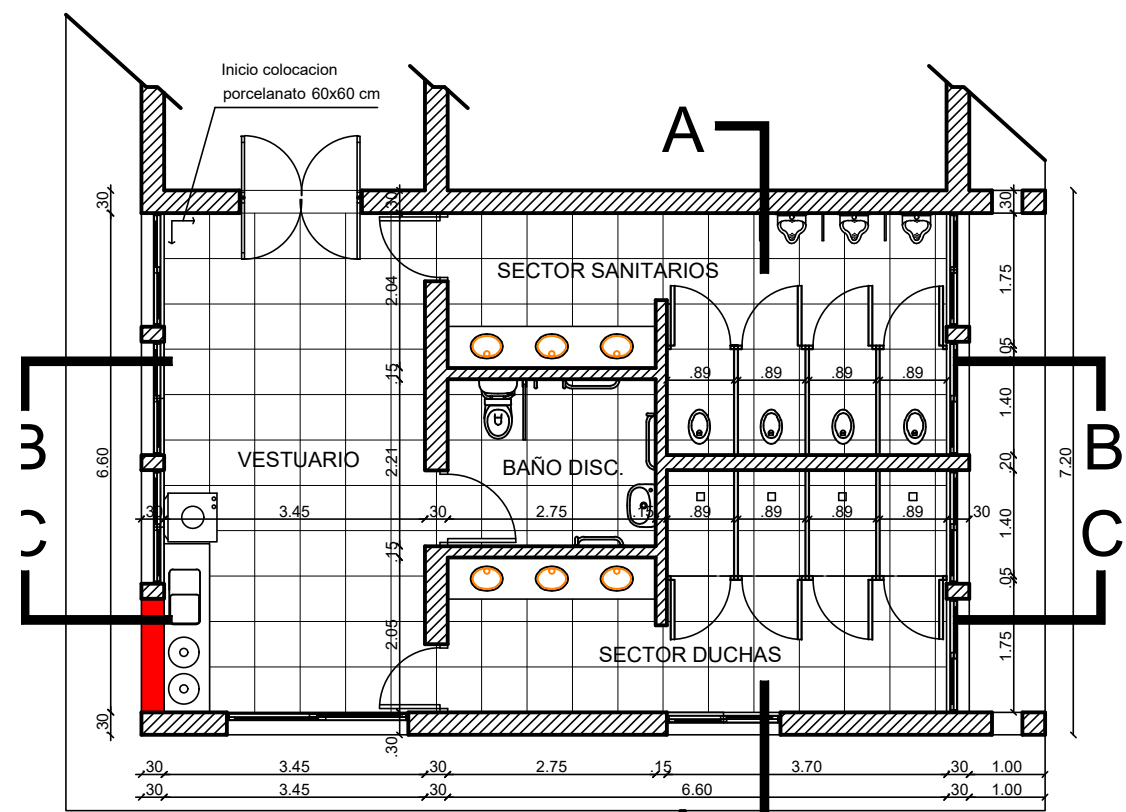 Inicio colocacion
porcelanato 60x60 cm
A
.30
.30
.30
SECTOR SANITARIOS
2.04
1.75
.05
.15
.89 .89 .89 .89
1.40
B
B
6.60
VESTUARIO
2.21
BAÑO DISC.
.20
7.20
.30 3.45 .30 2.75 .15 .89 .89 .89 .89 .30
1.40
C
C
.15
.05
2.05
SECTOR DUCHAS
1.75
.30
.30
.30 3.45 .30 2.75 .15 3.70 .30 1.00
.30 3.45 .30 6.60 .30 1.00